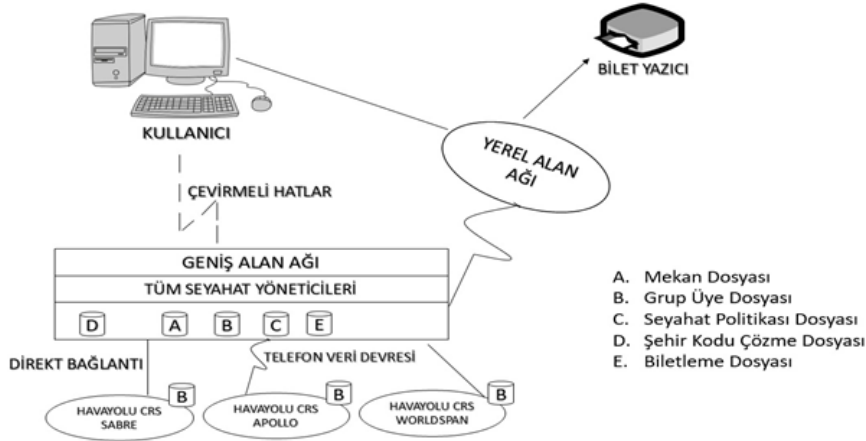 BİLET YAZICI
KULLANICI
YEREL ALAN
AĞI
ÇEVİRMELİ HATLAR
GENİŞ ALAN AĞI
TÜM SEYAHAT YÖNETİCİLERİ
D A B C E
A. Mekan Dosyası
B. Grup Üye Dosyası
C. Seyahat Politikası Dosyası
D. Şehir Kodu Çözme Dosyası
E. Biletleme Dosyası
DİREKT BAĞLANTI
TELEFON VERİ DEVRESİ
B
HAVAYOLU CRS
SABRE
B
HAVAYOLU CRS
APOLLO
B
HAVAYOLU CRS
WORLDSPAN